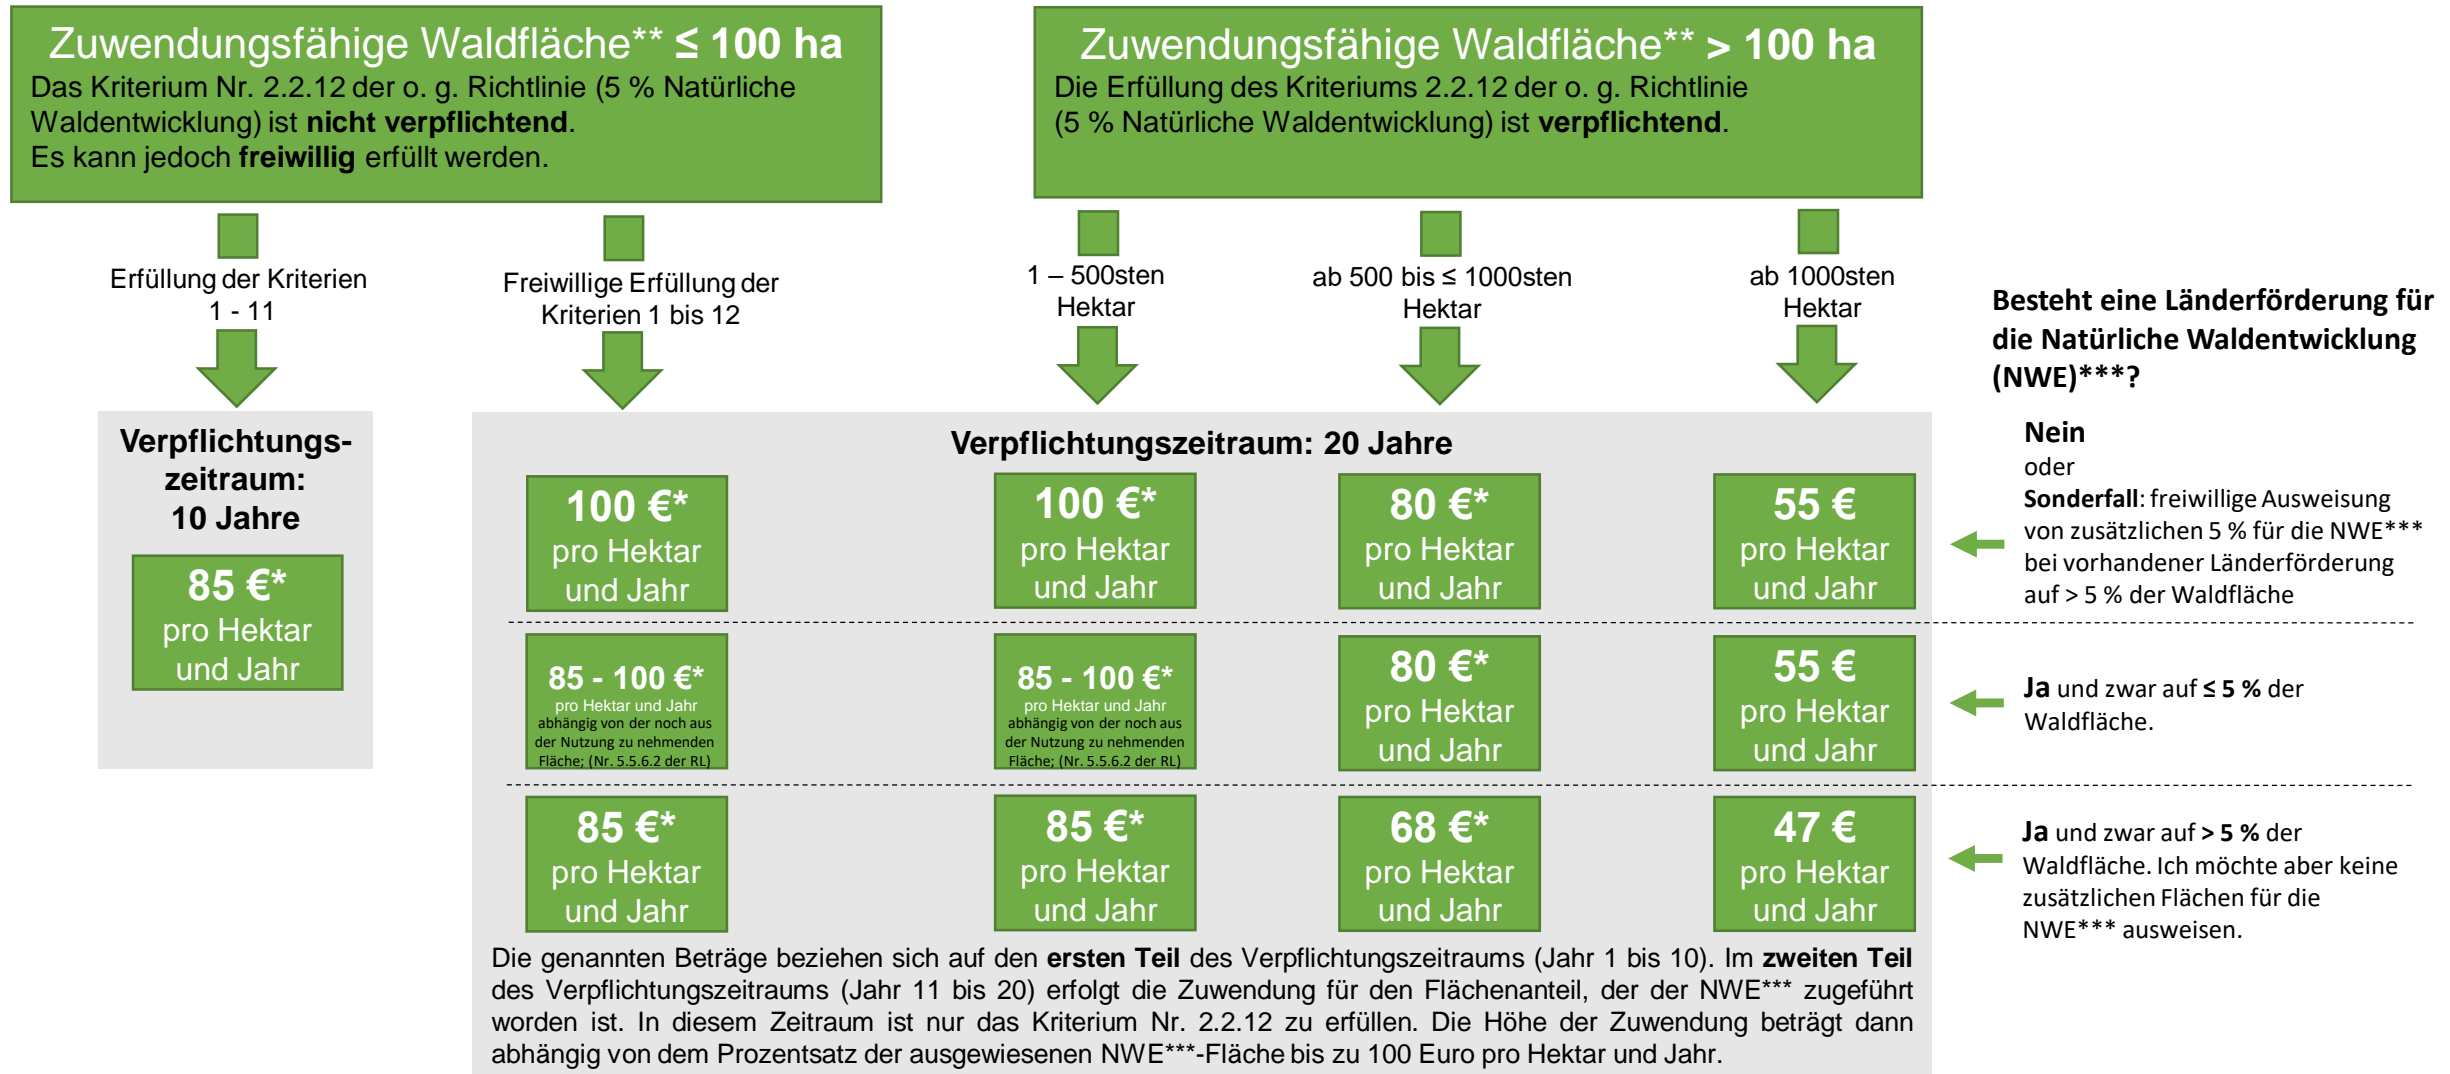 Zuwendungsfähige Waldfläche** ≤ 100 ha
Das Kriterium Nr. 2.2.12 der o. g. Richtlinie (5 % Natürliche
Waldentwicklung) ist nicht verpflichtend.
Es kann jedoch freiwillig erfüllt werden.
Zuwendungsfähige Waldfläche** > 100 ha
Die Erfüllung des Kriteriums 2.2.12 der o. g. Richtlinie
(5 % Natürliche Waldentwicklung) ist verpflichtend.
Erfüllung der Kriterien
1 - 11
Freiwillige Erfüllung der
Kriterien 1 bis 12
1 – 500sten
Hektar
ab 500 bis ≤ 1000sten
Hektar
ab 1000sten
Hektar
Besteht eine Länderförderung für
die Natürliche Waldentwicklung
(NWE)***?
Verpflichtungs-
zeitraum:
10 Jahre
85 €*
pro Hektar
und Jahr
Verpflichtungszeitraum: 20 Jahre
100 €*
pro Hektar
und Jahr
100 €*
pro Hektar
und Jahr
80 €*
pro Hektar
und Jahr
55 €
pro Hektar
und Jahr
Nein
oder
Sonderfall: freiwillige Ausweisung
von zusätzlichen 5 % für die NWE***
bei vorhandener Länderförderung
auf > 5 % der Waldfläche
85 - 100 €*
pro Hektar und Jahr
abhängig von der noch aus
der Nutzung zu nehmenden
Fläche; (Nr. 5.5.6.2 der RL)
85 - 100 €*
pro Hektar und Jahr
abhängig von der noch aus
der Nutzung zu nehmenden
Fläche; (Nr. 5.5.6.2 der RL)
80 €*
pro Hektar
und Jahr
55 €
pro Hektar
und Jahr
Ja und zwar auf ≤ 5 % der
Waldfläche.
85 €*
pro Hektar
und Jahr
85 €*
pro Hektar
und Jahr
68 €*
pro Hektar
und Jahr
47 €
pro Hektar
und Jahr
Ja und zwar auf > 5 % der
Waldfläche. Ich möchte aber keine
zusätzlichen Flächen für die
NWE*** ausweisen.
Die genannten Beträge beziehen sich auf den ersten Teil des Verpflichtungszeitraums (Jahr 1 bis 10). Im zweiten Teil
des Verpflichtungszeitraums (Jahr 11 bis 20) erfolgt die Zuwendung für den Flächenanteil, der der NWE*** zugeführt
worden ist. In diesem Zeitraum ist nur das Kriterium Nr. 2.2.12 zu erfüllen. Die Höhe der Zuwendung beträgt dann
abhängig von dem Prozentsatz der ausgewiesenen NWE***-Fläche bis zu 100 Euro pro Hektar und Jahr.